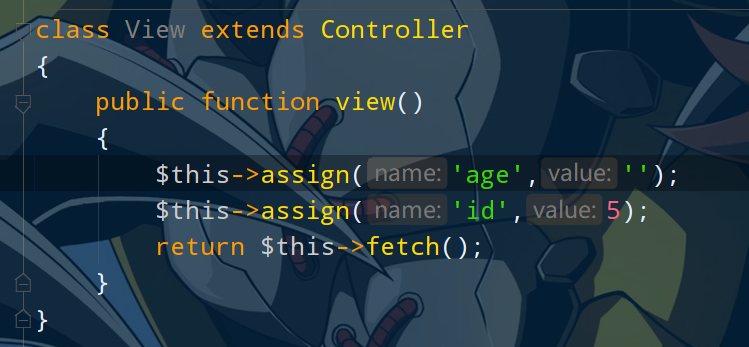 class View extends Controller
{
public function view()
{
$this->assign( name: 'age', value: '');
$this->assign( name: 'id', value: 5);
return $this->fetch();
}
}